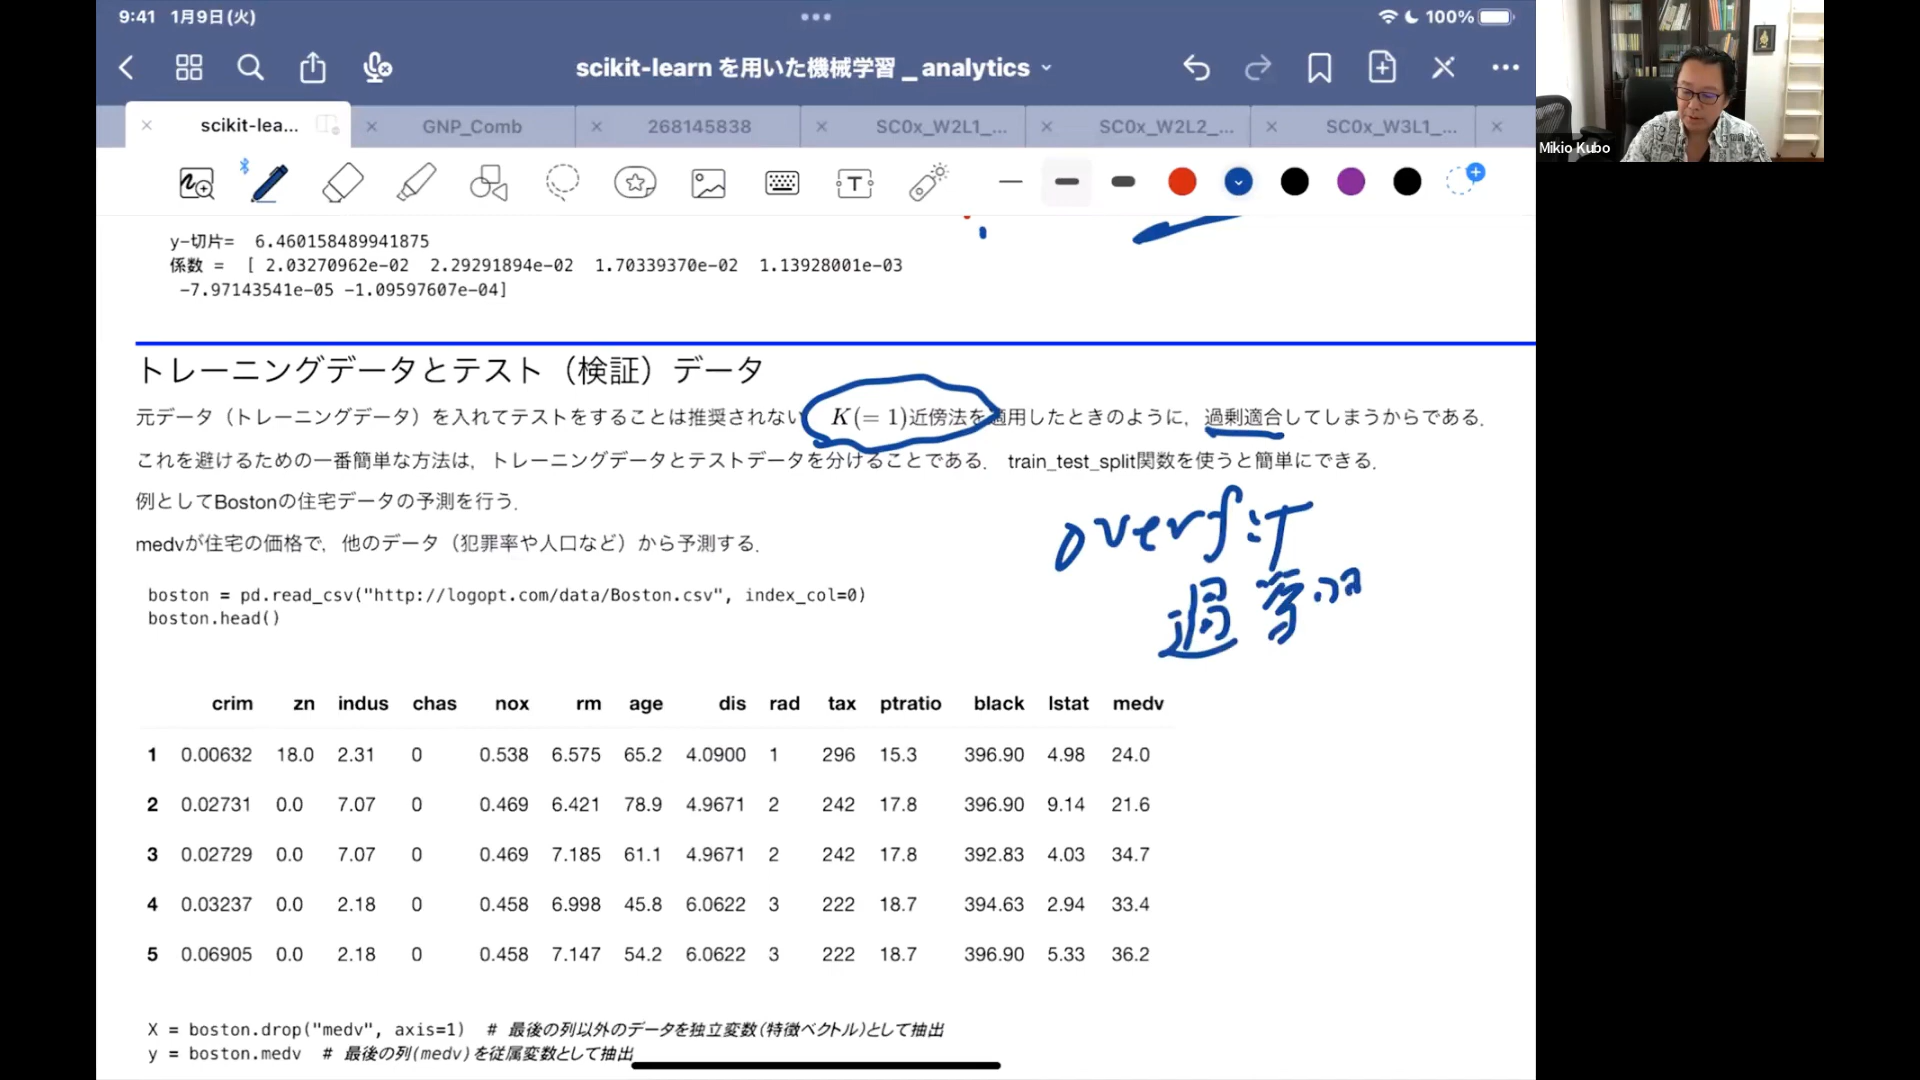 9:41 1月9日(火)
100%
scikit-learn を用いた機械学習 _ analytics
scikit-lea...
GNP_Comb
268145838
SC0x_W2L1_...
SC0x_W2L2_...
SC0x_W3L1_...
Mikio Kubo
y-切片= 6.460158489941875
係数 = [ 2.03270962e-02 2.29291894e-02 1.70339370e-02 1.13928001e-03
-7.97143541e-05 -1.09597607e-04]
トレーニングデータとテスト（検証）データ
元データ（トレーニングデータ）を入れてテストをすることは推奨されない K(= 1)近傍法を適用したときのように，過剰適合してしまうからである．
これを避けるための一番簡単な方法は，トレーニングデータとテストデータを分けることである． train_test_split関数を使うと簡単にできる．
例としてBostonの住宅データの予測を行う．
medvが住宅の価格で，他のデータ（犯罪率や人口など）から予測する．
overfit
過学習
boston = pd.read_csv("http://logopt.com/data/Boston.csv", index_col=0)
boston.head()
crim zn indus chas nox rm age dis rad tax ptratio black lstat medv
1 0.00632 18.0 2.31 0 0.538 6.575 65.2 4.0900 1 296 15.3 396.90 4.98 24.0
2 0.02731 0.0 7.07 0 0.469 6.421 78.9 4.9671 2 242 17.8 396.90 9.14 21.6
3 0.02729 0.0 7.07 0 0.469 7.185 61.1 4.9671 2 242 17.8 392.83 4.03 34.7
4 0.03237 0.0 2.18 0 0.458 6.998 45.8 6.0622 3 222 18.7 394.63 2.94 33.4
5 0.06905 0.0 2.18 0 0.458 7.147 54.2 6.0622 3 222 18.7 396.90 5.33 36.2
X = boston.drop("medv", axis=1) # 最後の列以外のデータを独立変数(特徴ベクトル)として抽出
y = boston.medv # 最後の列(medv)を従属変数として抽出